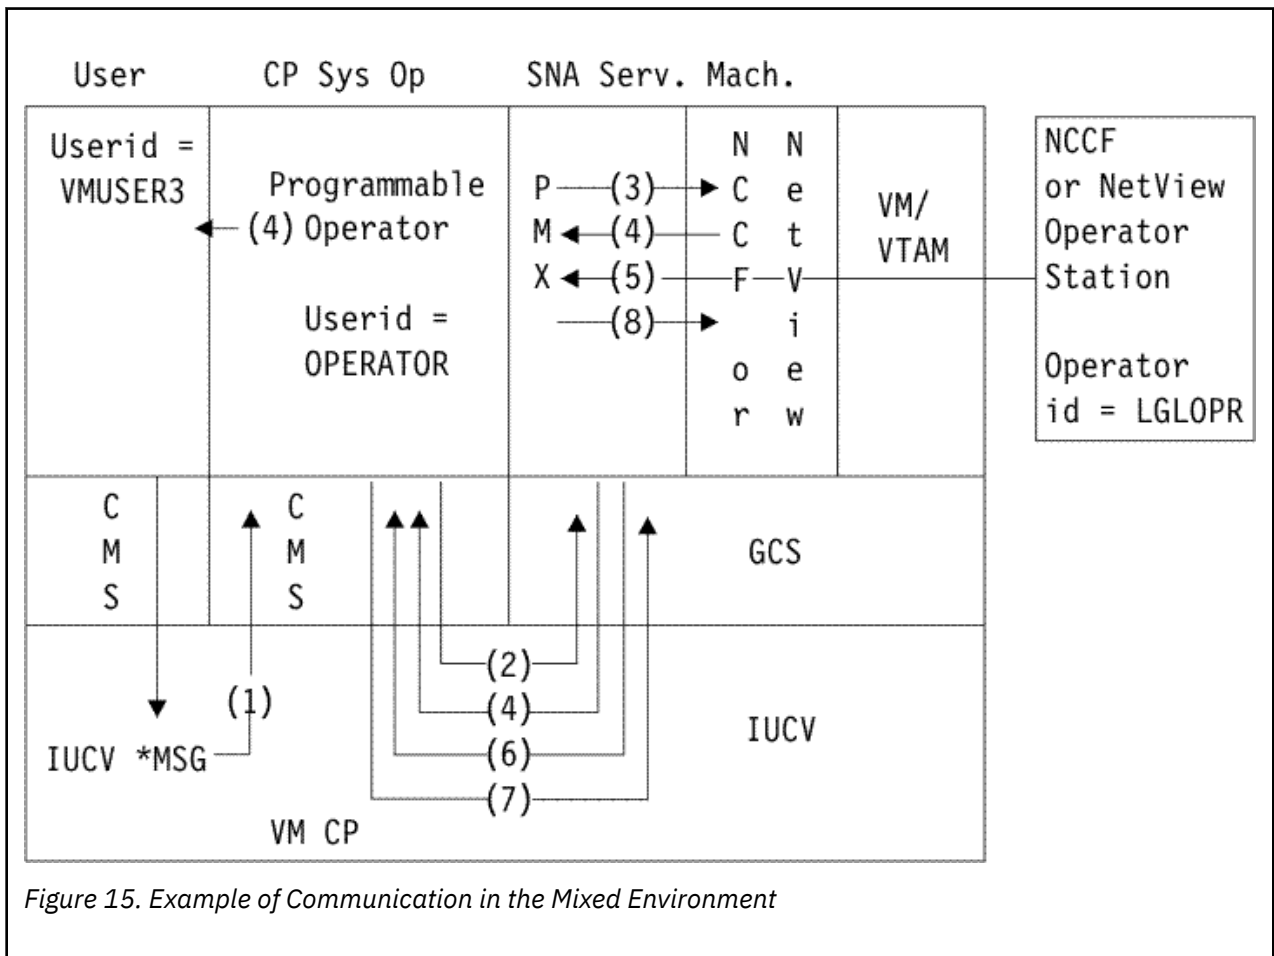 User
CP Sys Op
SNA Serv. Mach.
Userid =
VMUSER3
Programmable
(4) Operator
Userid =
OPERATOR
P (3)
M (4)
X (5)
(8)
N
C
C
F
o
r
N
e
t
V
i
e
w
VM/
VTAM
NCCF
or NetView
Operator
Station
Operator
id = LGLOPR
C
M
S
C
M
S
GCS
(1)
(2)
(4)
(6)
(7)
IUCV *MSG
IUCV
VM CP
Figure 15. Example of Communication in the Mixed Environment